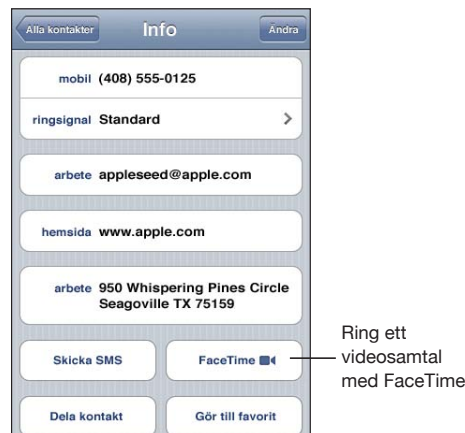 Alla kontakter Info Ändra
mobil (408) 555-0125
ringsignal Standard
arbete appleseed@apple.com
hemsida www.apple.com
arbete 950 Whispering Pines Circle
Seagoville TX 75159
Skicka SMS FaceTime
Dela kontakt Gör till favorit
Ring ett
videosamtal
med FaceTime